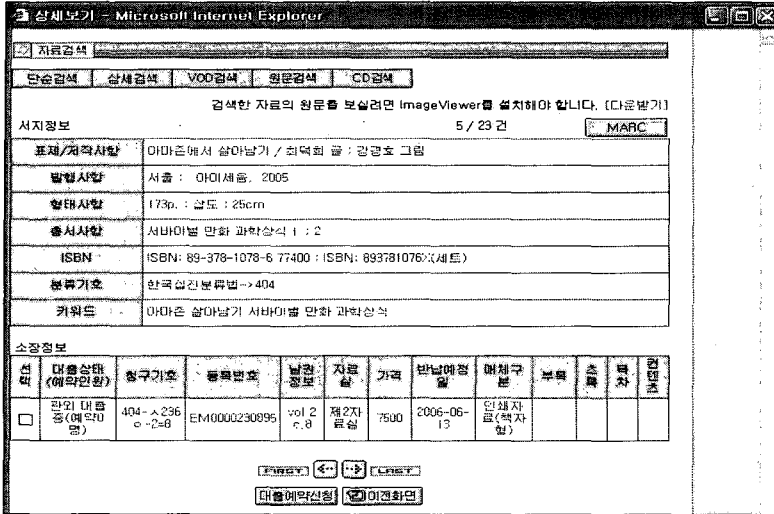 상세보기 - Microsoft Internet Explorer
자료검색
단순검색 상세검색 VOD검색 원문검색 CD검색
검색한 자료의 원문을 보실려면 ImageViewer를 설치해야 합니다. [다운받기]
서지정보 5 / 23 건 MARC
표제/저작사항 아마존에서 살아남기 / 최덕희 글 ; 강경효 그림
발행사항 서울 : 아이세움, 2005
형태사항 173p. : 삽도 ; 25cm
총서사항 서바이벌 만화 과학상식 ; 2
ISBN ISBN: 89-378-1078-6 77400 : ISBN: 893781076X(세트)
분류기호 한국십진분류법->404
키워드 아마존 살아남기 서바이벌 만화 과학상식
소장정보
선택 대출상태(예약인원) 청구기호 등록번호 낱권정보 자료실 가격 반납예정일 매체구분 부록 초록 목차 컨텐츠
관외 대출중(예약0명) 404-ㅅ236ㅇ-2=8 EM0000230895 vol 2 c.8 제2자료실 7500 2006-06-13 인쇄자료(책자형)
FIRST LAST
대출예약신청 이전화면